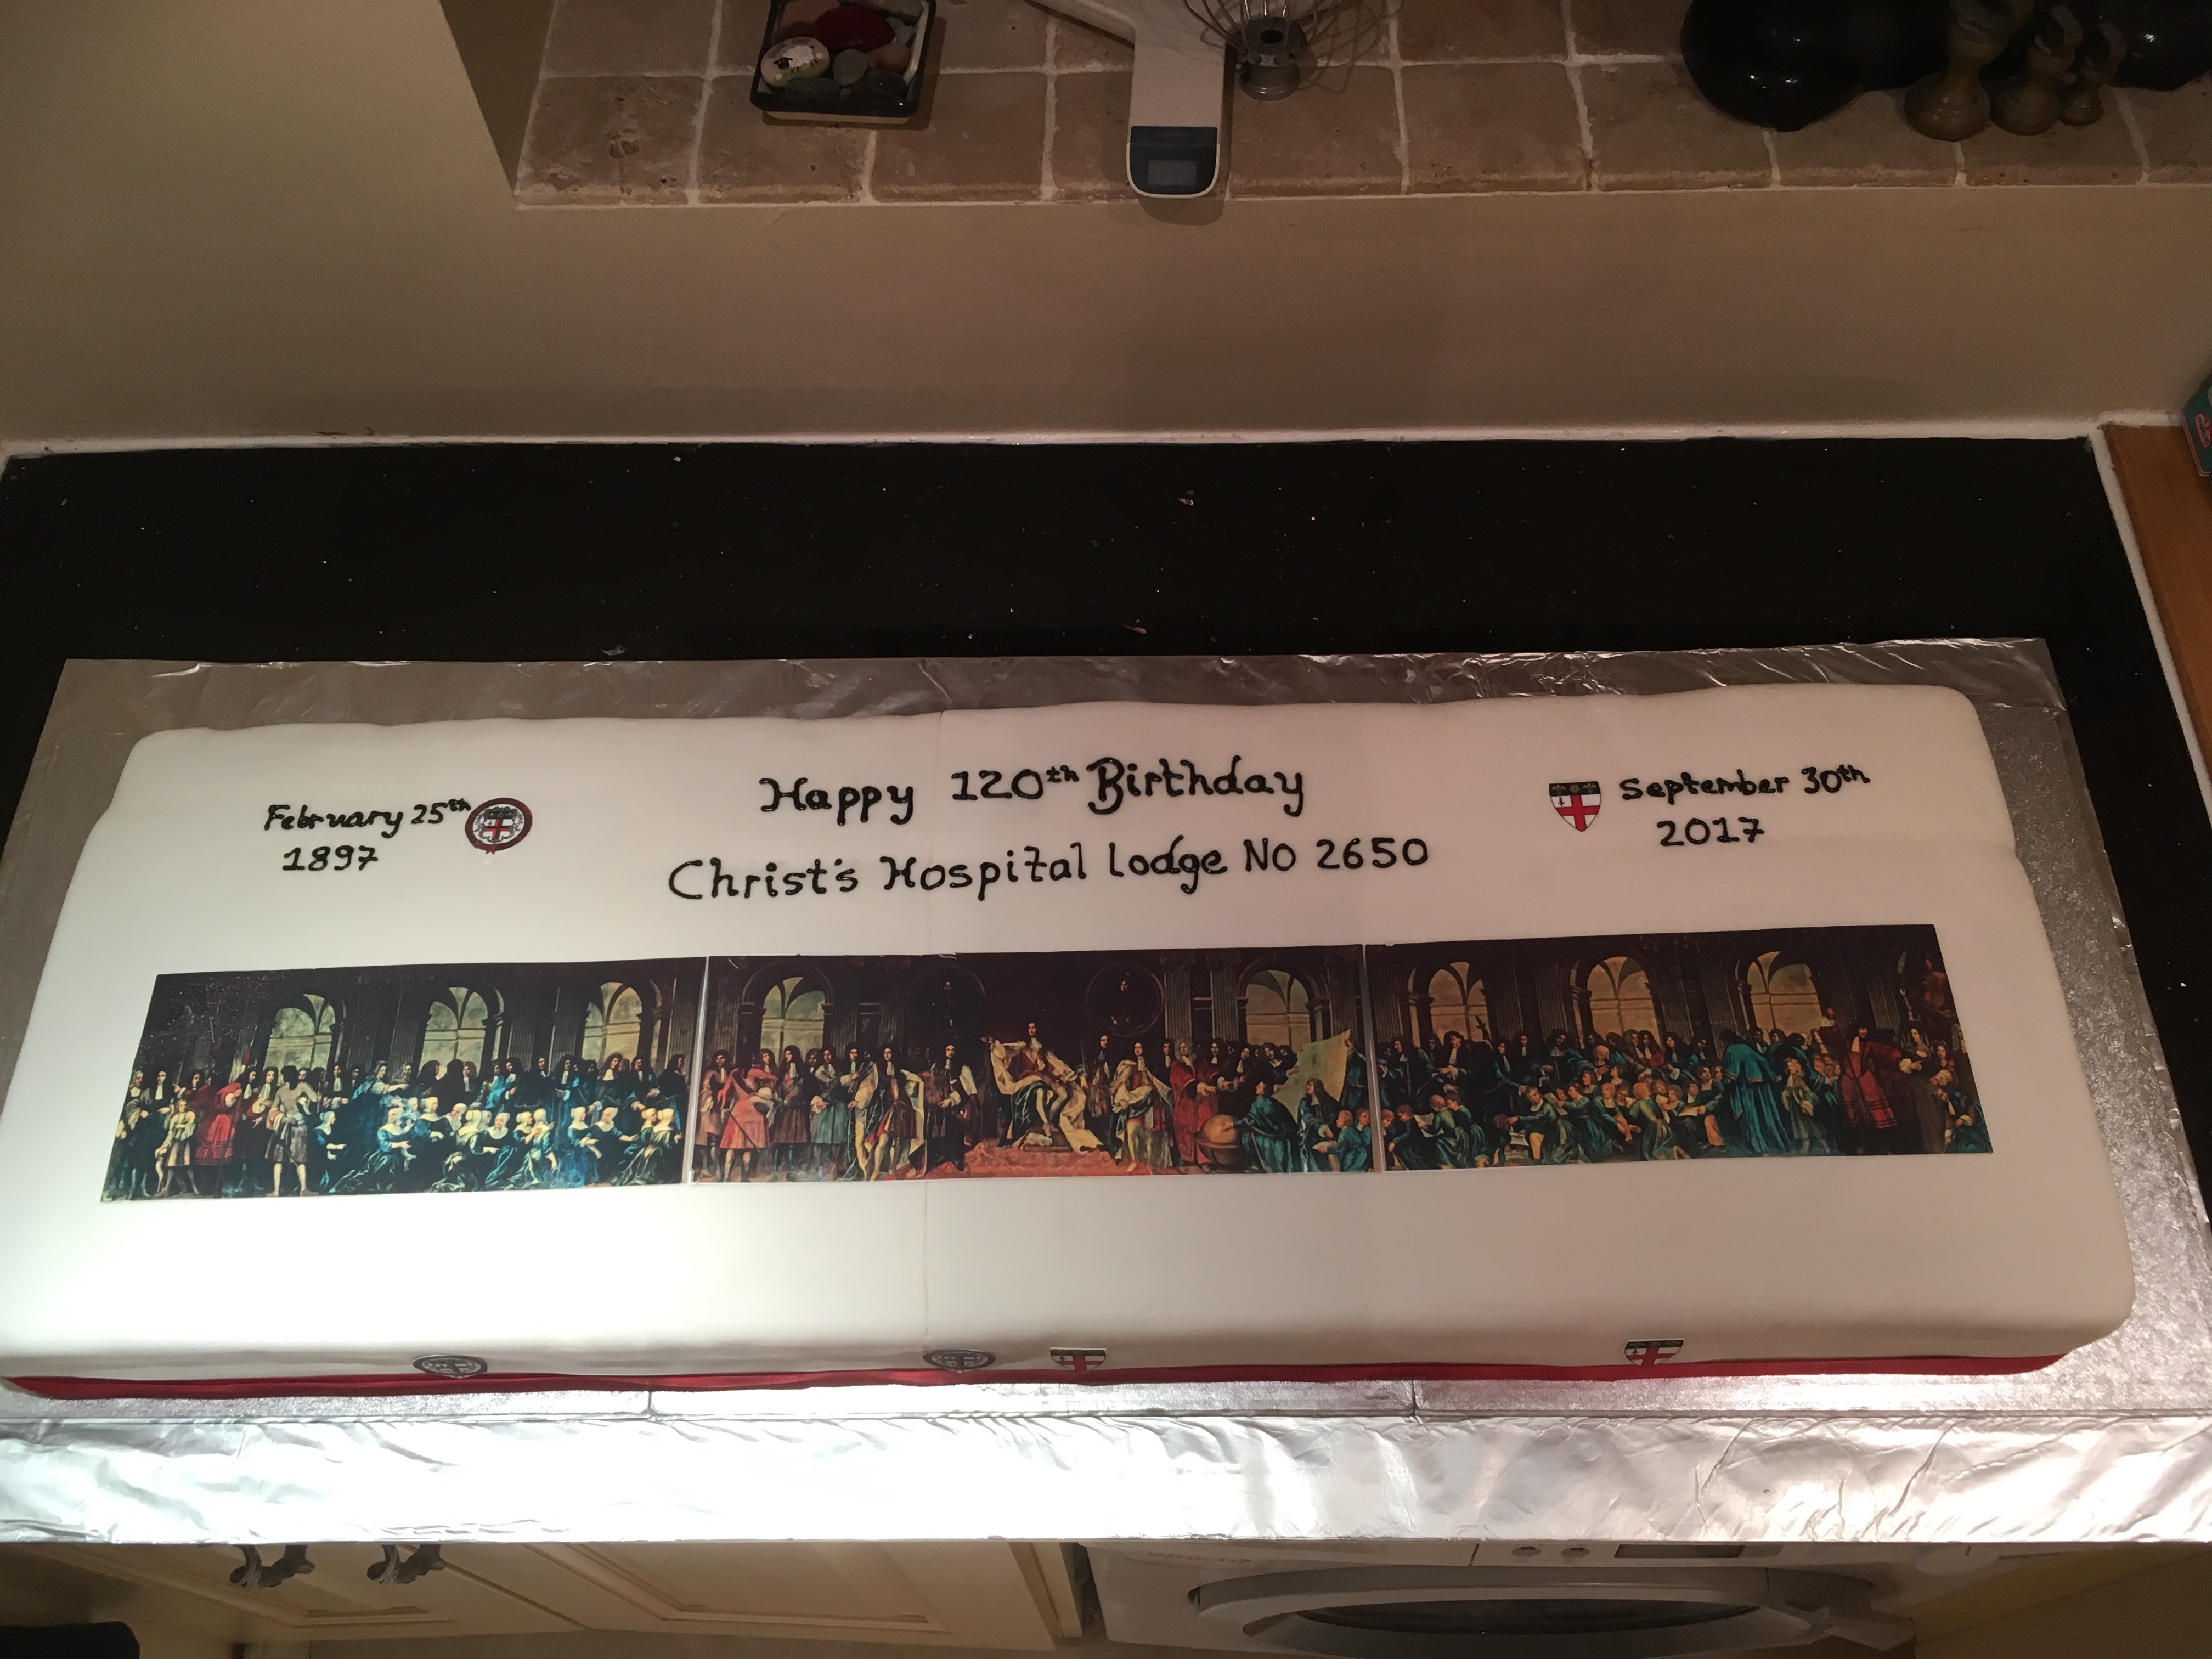 Happy 120th Birthday
Christ's Hospital Lodge NO 2650
February 25th
1897
September 30th
2017